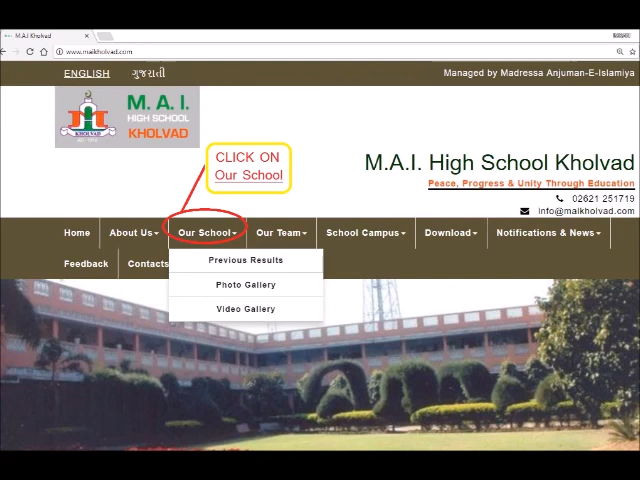 M.A.I Kholvad
www.maikholvad.com
ENGLISH ગુજરાતી
Managed by Madressa Anjuman-E-Islamiya
M. A. I.
HIGH SCHOOL
KHOLVAD
KHOLVAD
CLICK ON
Our School
M.A.I. High School Kholvad
Peace, Progress & Unity Through Education
02621 251719
info@maikholvad.com
Home About Us Our School Our Team School Campus Download Notifications & News
Feedback Contacts
Previous Results
Photo Gallery
Video Gallery